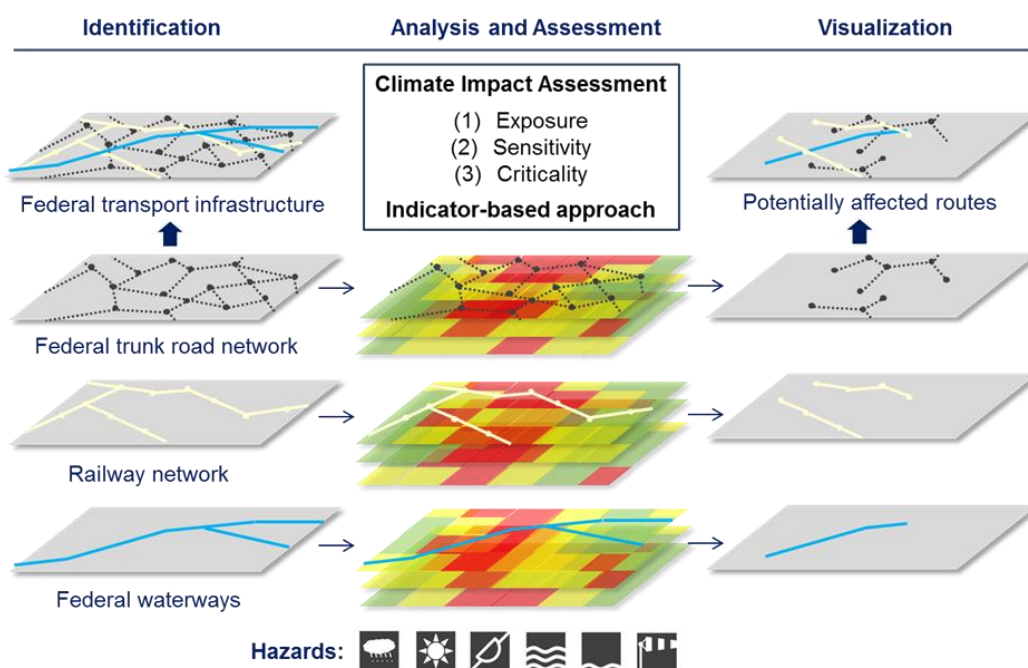 Identification
Analysis and Assessment
Visualization
Climate Impact Assessment
(1) Exposure
(2) Sensitivity
(3) Criticality
Indicator-based approach
Federal transport infrastructure
Potentially affected routes
Federal trunk road network
Railway network
Federal waterways
Hazards: